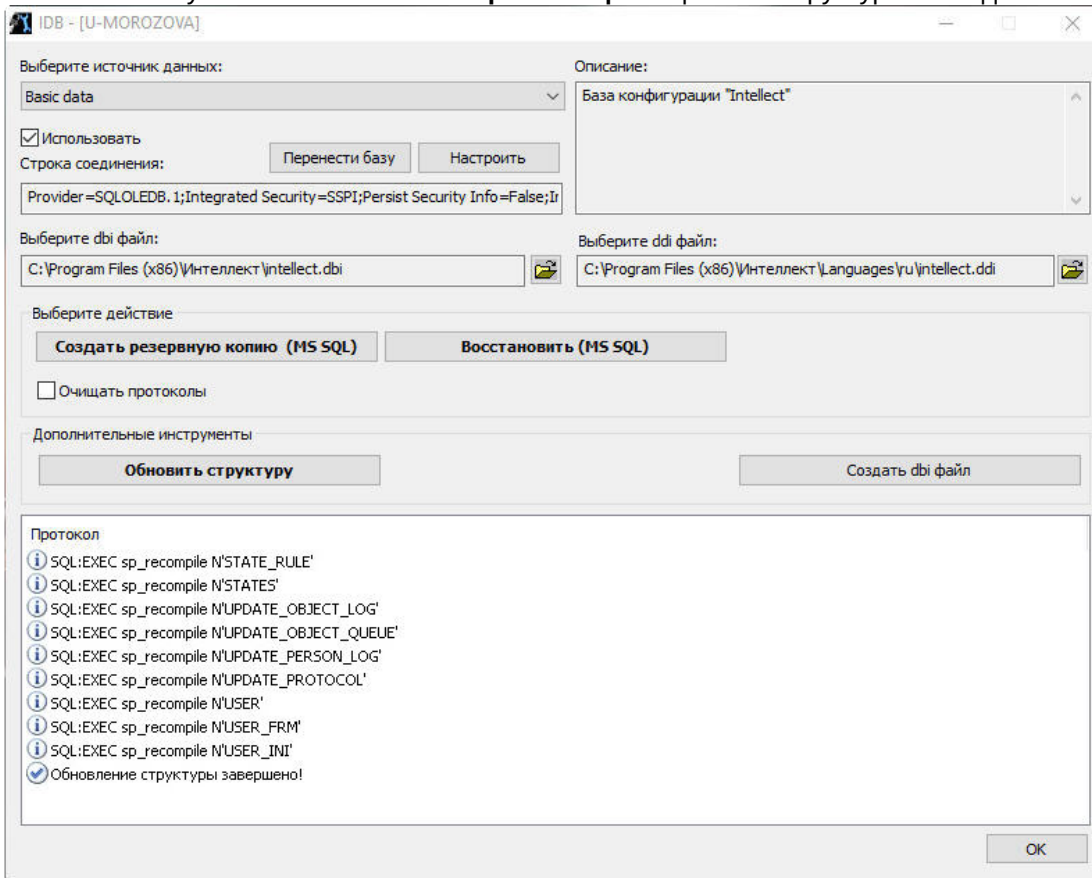 IDB - [U-MOROZOVA]
Выберите источник данных:
Описание:
Basic data
База конфигурации "Intellect"
Использовать
Строка соединения:
Перенести базу
Настроить
Provider=SQLOLEDB.1;Integrated Security=SSPI;Persist Security Info=False;Ir
Выберите dbi файл:
Выберите ddi файл:
C:\Program Files (x86)\Интеллект\intellect.dbi
C:\Program Files (x86)\Интеллект\Languages\ru\intellect.ddi
Выберите действие
Создать резервную копию (MS SQL)
Восстановить (MS SQL)
Очищать протоколы
Дополнительные инструменты
Обновить структуру
Создать dbi файл
Протокол
SQL:EXEC sp_recompile N'STATE_RULE'
SQL:EXEC sp_recompile N'STATES'
SQL:EXEC sp_recompile N'UPDATE_OBJECT_LOG'
SQL:EXEC sp_recompile N'UPDATE_OBJECT_QUEUE'
SQL:EXEC sp_recompile N'UPDATE_PERSON_LOG'
SQL:EXEC sp_recompile N'UPDATE_PROTOCOL'
SQL:EXEC sp_recompile N'USER'
SQL:EXEC sp_recompile N'USER_FRM'
SQL:EXEC sp_recompile N'USER_INI'
Обновление структуры завершено!
OK